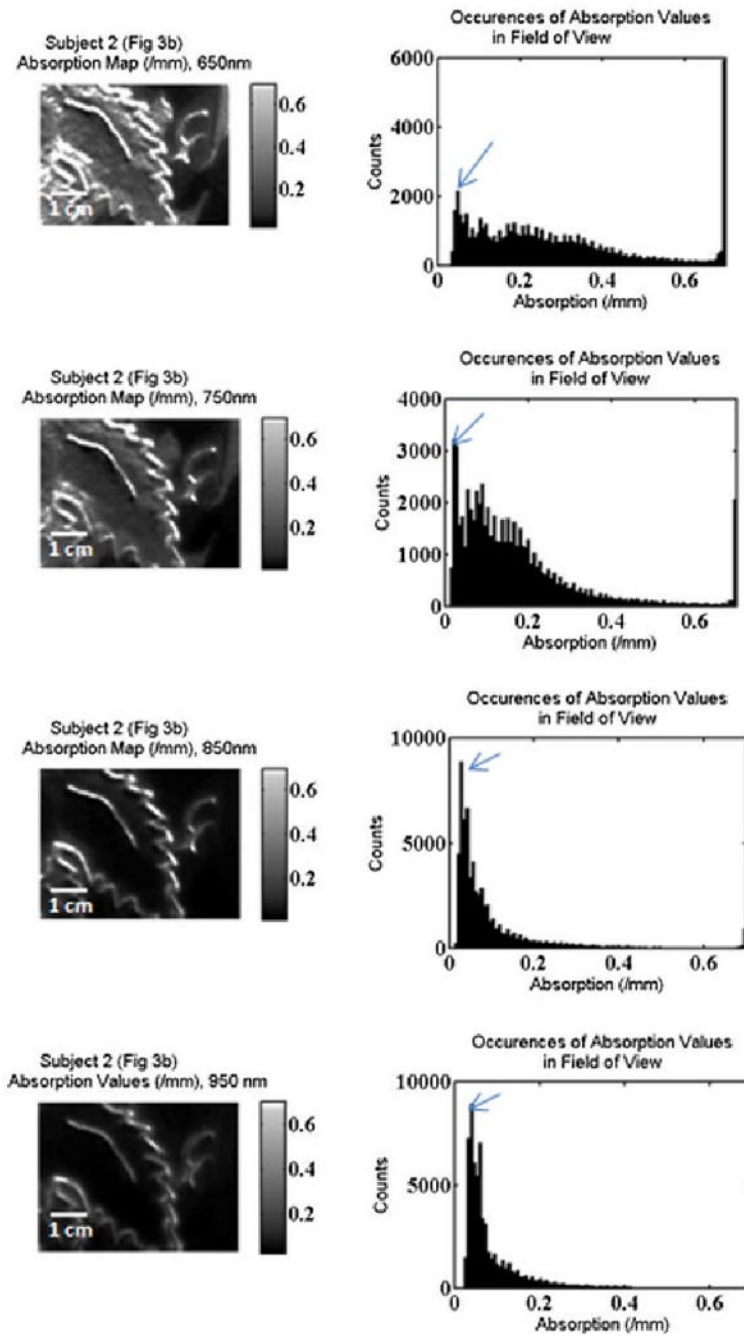 Subject 2 (Fig 3b)
Absorption Map (/mm), 650nm
0.6
0.4
0.2
1 cm
Occurences of Absorption Values
in Field of View
6000
4000
2000
0
Counts
0
0.2
0.4
0.6
Absorption (/mm)
Subject 2 (Fig 3b)
Absorption Map (/mm), 750nm
0.6
0.4
0.2
1 cm
Occurences of Absorption Values
in Field of View
4000
3000
2000
1000
0
Counts
0
0.2
0.4
0.6
Absorption (/mm)
Subject 2 (Fig 3b)
Absorption Map (/mm), 850nm
0.6
0.4
0.2
1 cm
Occurences of Absorption Values
in Field of View
10000
5000
0
Counts
0
0.2
0.4
0.6
Absorption (/mm)
Subject 2 (Fig 3b)
Absorption Values (/mm), 950 nm
0.6
0.4
0.2
1 cm
Occurences of Absorption Values
in Field of View
10000
5000
0
Counts
0
0.2
0.4
0.6
Absorption (/mm)